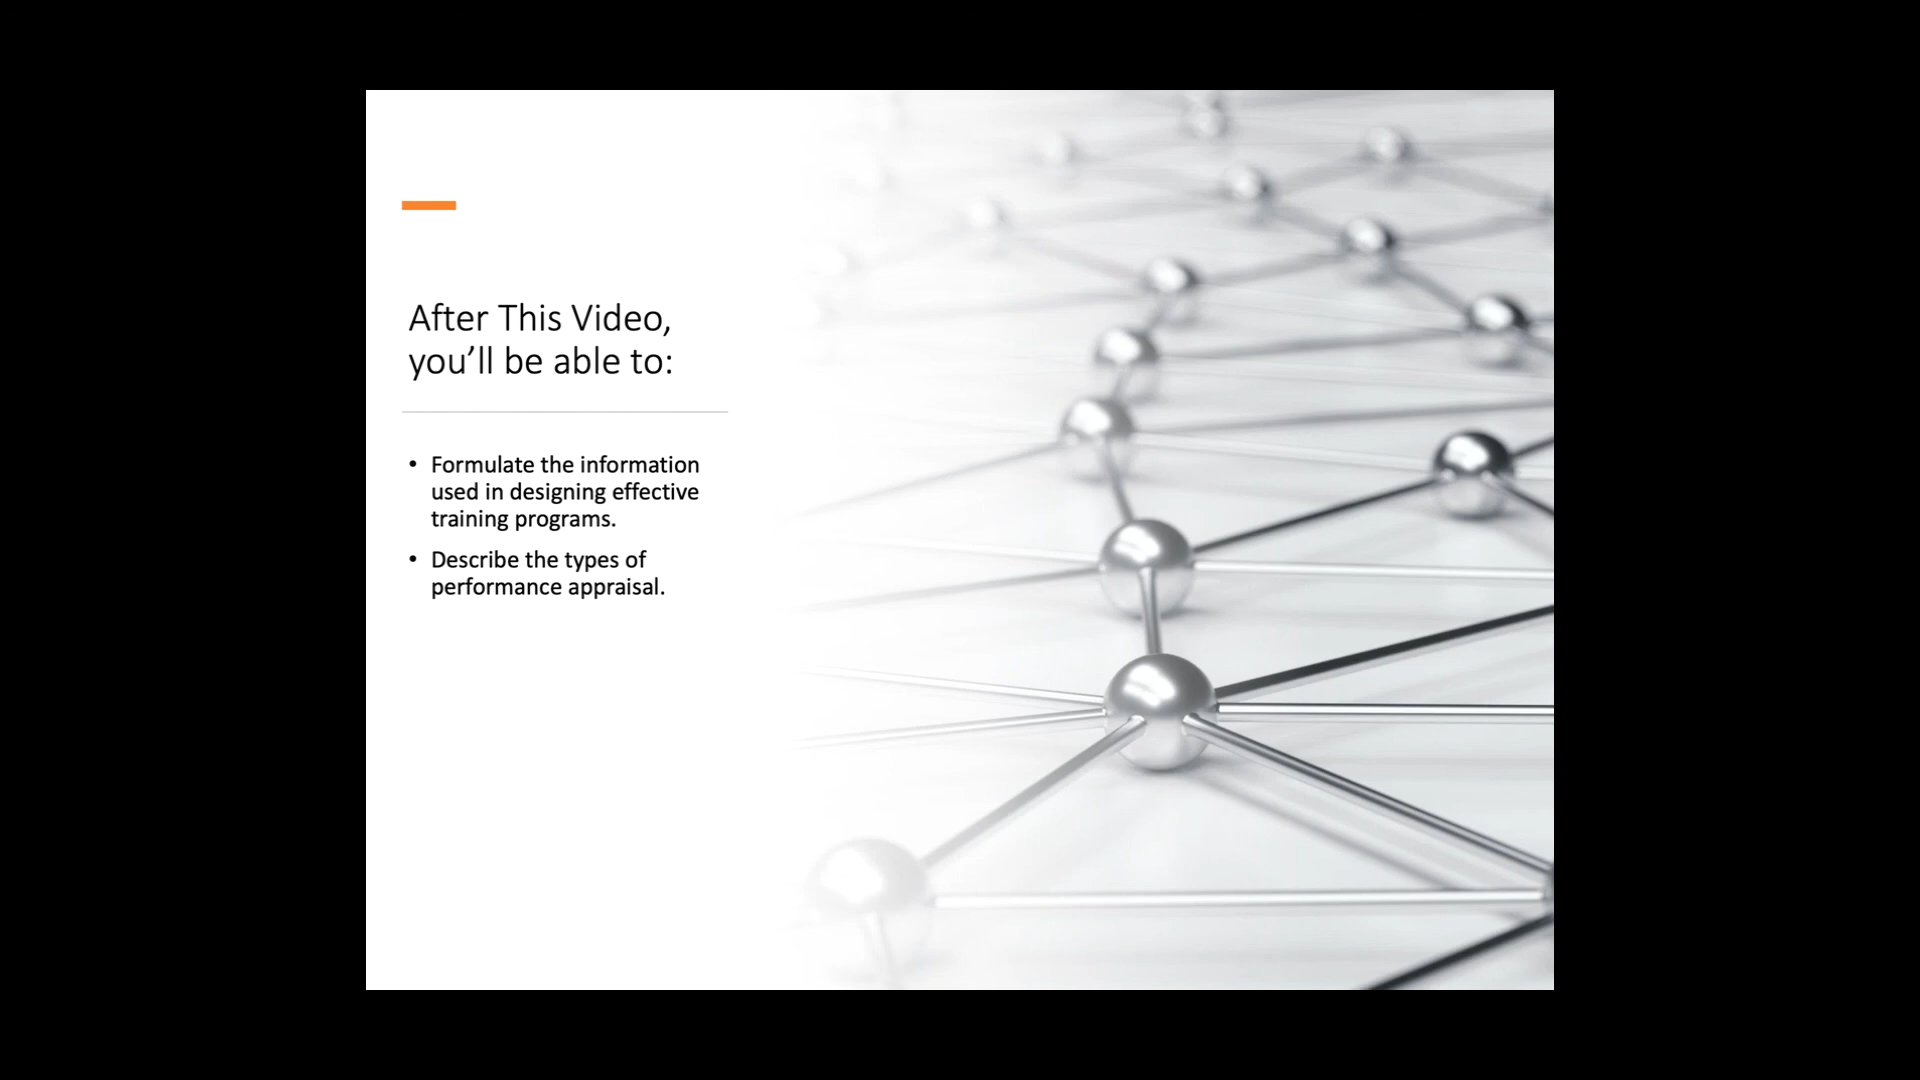 After This Video,
you’ll be able to:
• Formulate the information
used in designing effective
training programs.
• Describe the types of
performance appraisal.